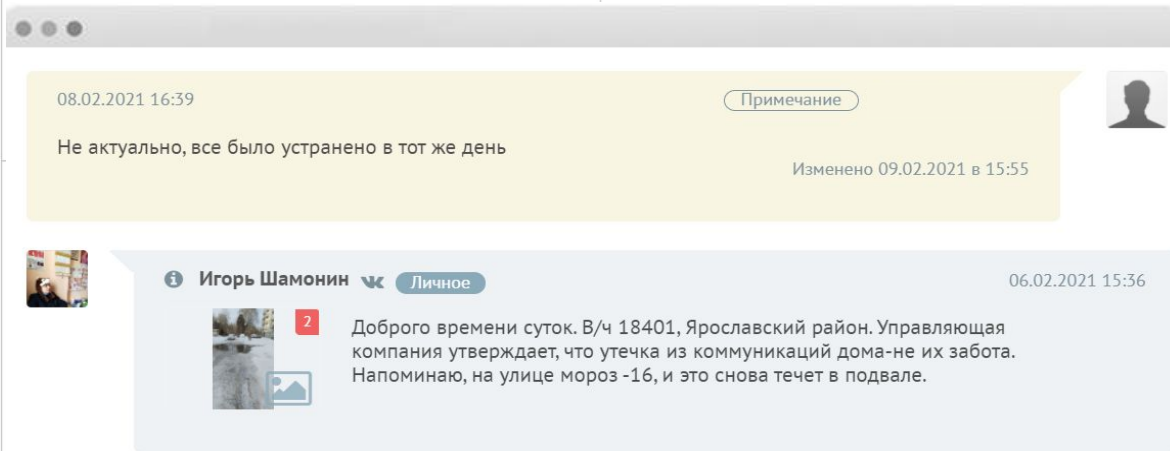 08.02.2021 16:39
Примечание
Не актуально, все было устранено в тот же день
Изменено 09.02.2021 в 15:55
Игорь Шамонин
Личное
06.02.2021 15:36
2
Доброго времени суток. В/ч 18401, Ярославский район. Управляющая
компания утверждает, что утечка из коммуникаций дома-не их забота.
Напоминаю, на улице мороз -16, и это снова течет в подвале.